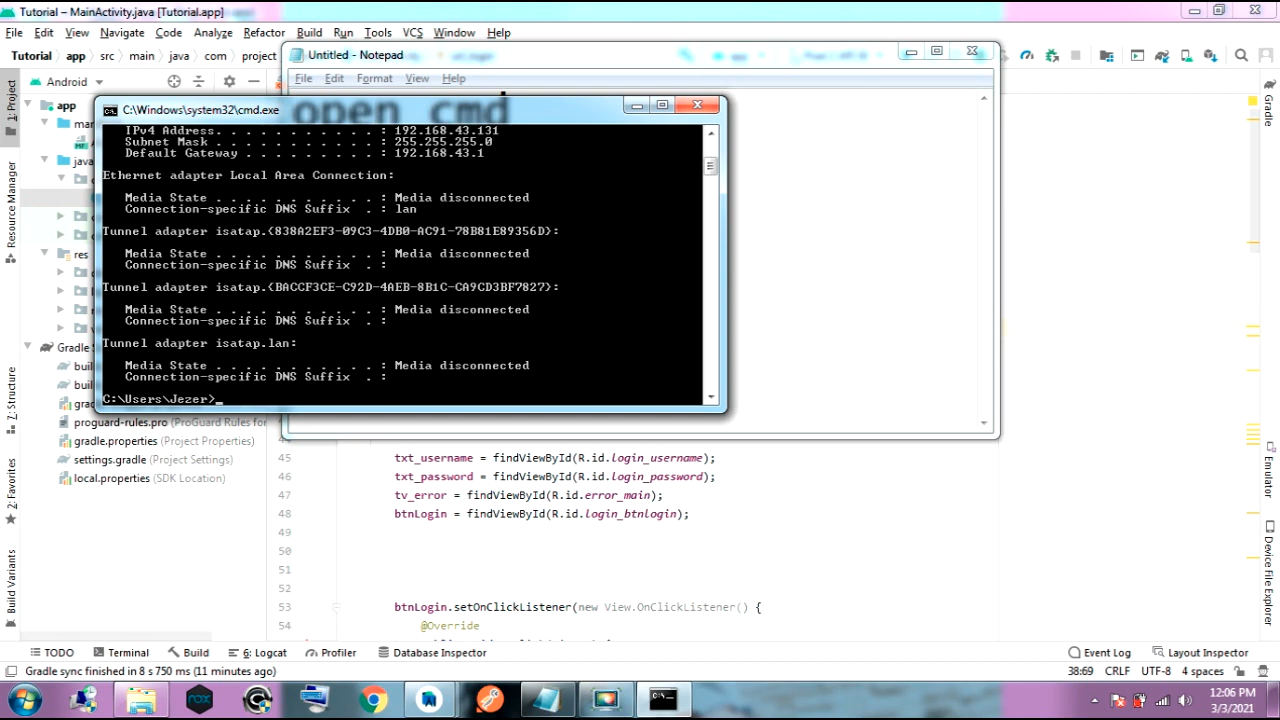 Tutorial – MainActivity.java [Tutorial.app]
File Edit View Navigate Code Analyze Refactor Build Run Tools VCS Window Help
Tutorial app src main java com project
Untitled - Notepad
File Edit Format View Help
open cmd
Android
C:\Windows\system32\cmd.exe
IPv4 Address. . . . . . . . . . . : 192.168.43.131
Subnet Mask . . . . . . . . . . . : 255.255.255.0
Default Gateway . . . . . . . . . : 192.168.43.1
Ethernet adapter Local Area Connection:
Media State . . . . . . . . . . . : Media disconnected
Connection-specific DNS Suffix . : lan
Tunnel adapter isatap.{838A2EF3-09C3-4DB0-AC91-78B81E89356D}:
Media State . . . . . . . . . . . : Media disconnected
Connection-specific DNS Suffix . :
Tunnel adapter isatap.{BACCF3CE-C92D-4AEB-8B1C-CA9CD3BF7827}:
Media State . . . . . . . . . . . : Media disconnected
Connection-specific DNS Suffix . :
Tunnel adapter isatap.lan:
Media State . . . . . . . . . . . : Media disconnected
Connection-specific DNS Suffix . :
C:\Users\Jezer>_
1: Project
Resource Manager
Z: Structure
2: Favorites
Build Variants
app
java
res
Gradle
proguard-rules.pro (ProGuard Rules for
gradle.properties (Project Properties)
settings.gradle (Project Settings)
local.properties (SDK Location)
45 txt_username = findViewById(R.id.login_username);
46 txt_password = findViewById(R.id.login_password);
47 tv_error = findViewById(R.id.error_main);
48 btnLogin = findViewById(R.id.login_btnlogin);
49
50
51
52
53 btnLogin.setOnClickListener(new View.OnClickListener() {
54 @Override
Gradle
Emulator
Device File Explorer
TODO Terminal Build 6: Logcat Profiler Database Inspector Event Log Layout Inspector
Gradle sync finished in 8 s 750 ms (11 minutes ago) 38:69 CRLF UTF-8 4 spaces
nox
12:06 PM
3/3/2021